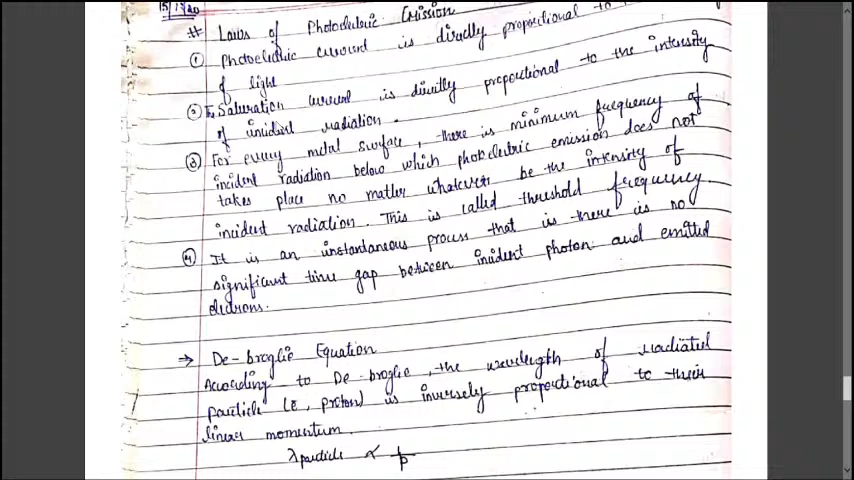 15/1/20
# Laws of Photoelectric Emission
① Photoelectric current is directly proportional to
of light
② The Saturation current is directly proportional to the intensity
of incident radiation.
③ For every metal surface, there is minimum frequency of
incident radiation below which photoelectric emission does not
takes place no matter whatever be the intensity of
incident radiation. This is called threshold frequency
④ It is an instantaneous process that is there is no
significant time gap between incident photon and emitted
electrons.
→ De-broglie Equation
According to De-broglie, the wavelength of radiated
particle (e, proton) is inversely proportional to their
linear momentum.
λparticle ∝ 1/p